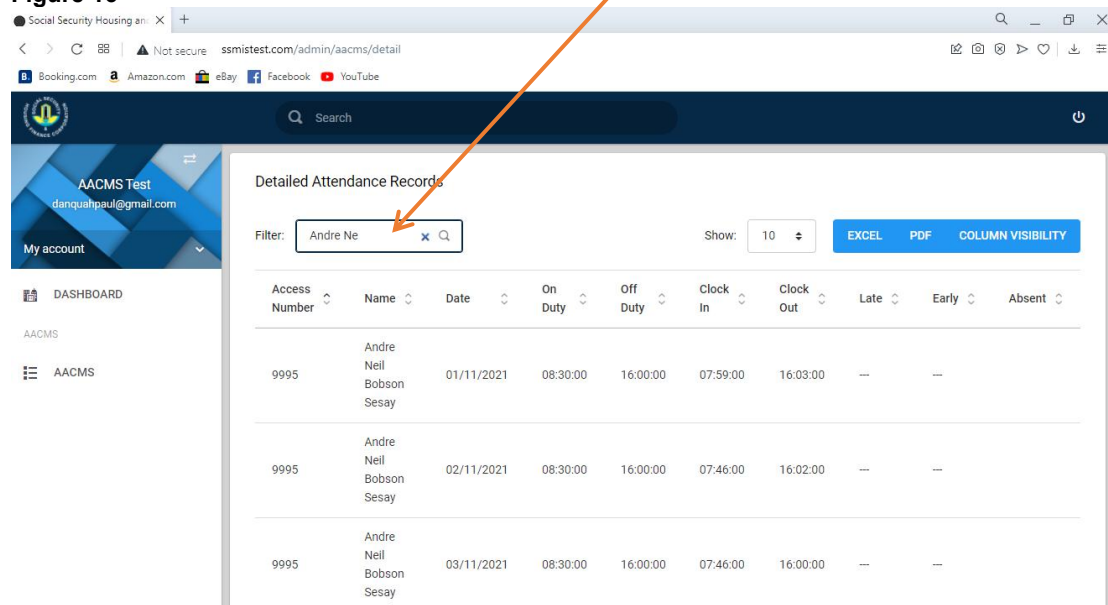 Social Security Housing an
Not secure ssmistest.com/admin/aacms/detail
Booking.com Amazon.com eBay Facebook YouTube
Search
AACMS Test
danquahpaul@gmail.com
My account
DASHBOARD
AACMS
AACMS
Detailed Attendance Records
Filter: Andre Ne Show: 10 EXCEL PDF COLUMN VISIBILITY
Access Number Name Date On Duty Off Duty Clock In Clock Out Late Early Absent
9995 Andre Neil Bobson Sesay 01/11/2021 08:30:00 16:00:00 07:59:00 16:03:00 --- ---
9995 Andre Neil Bobson Sesay 02/11/2021 08:30:00 16:00:00 07:46:00 16:02:00 --- ---
9995 Andre Neil Bobson Sesay 03/11/2021 08:30:00 16:00:00 07:46:00 16:00:00 --- ---